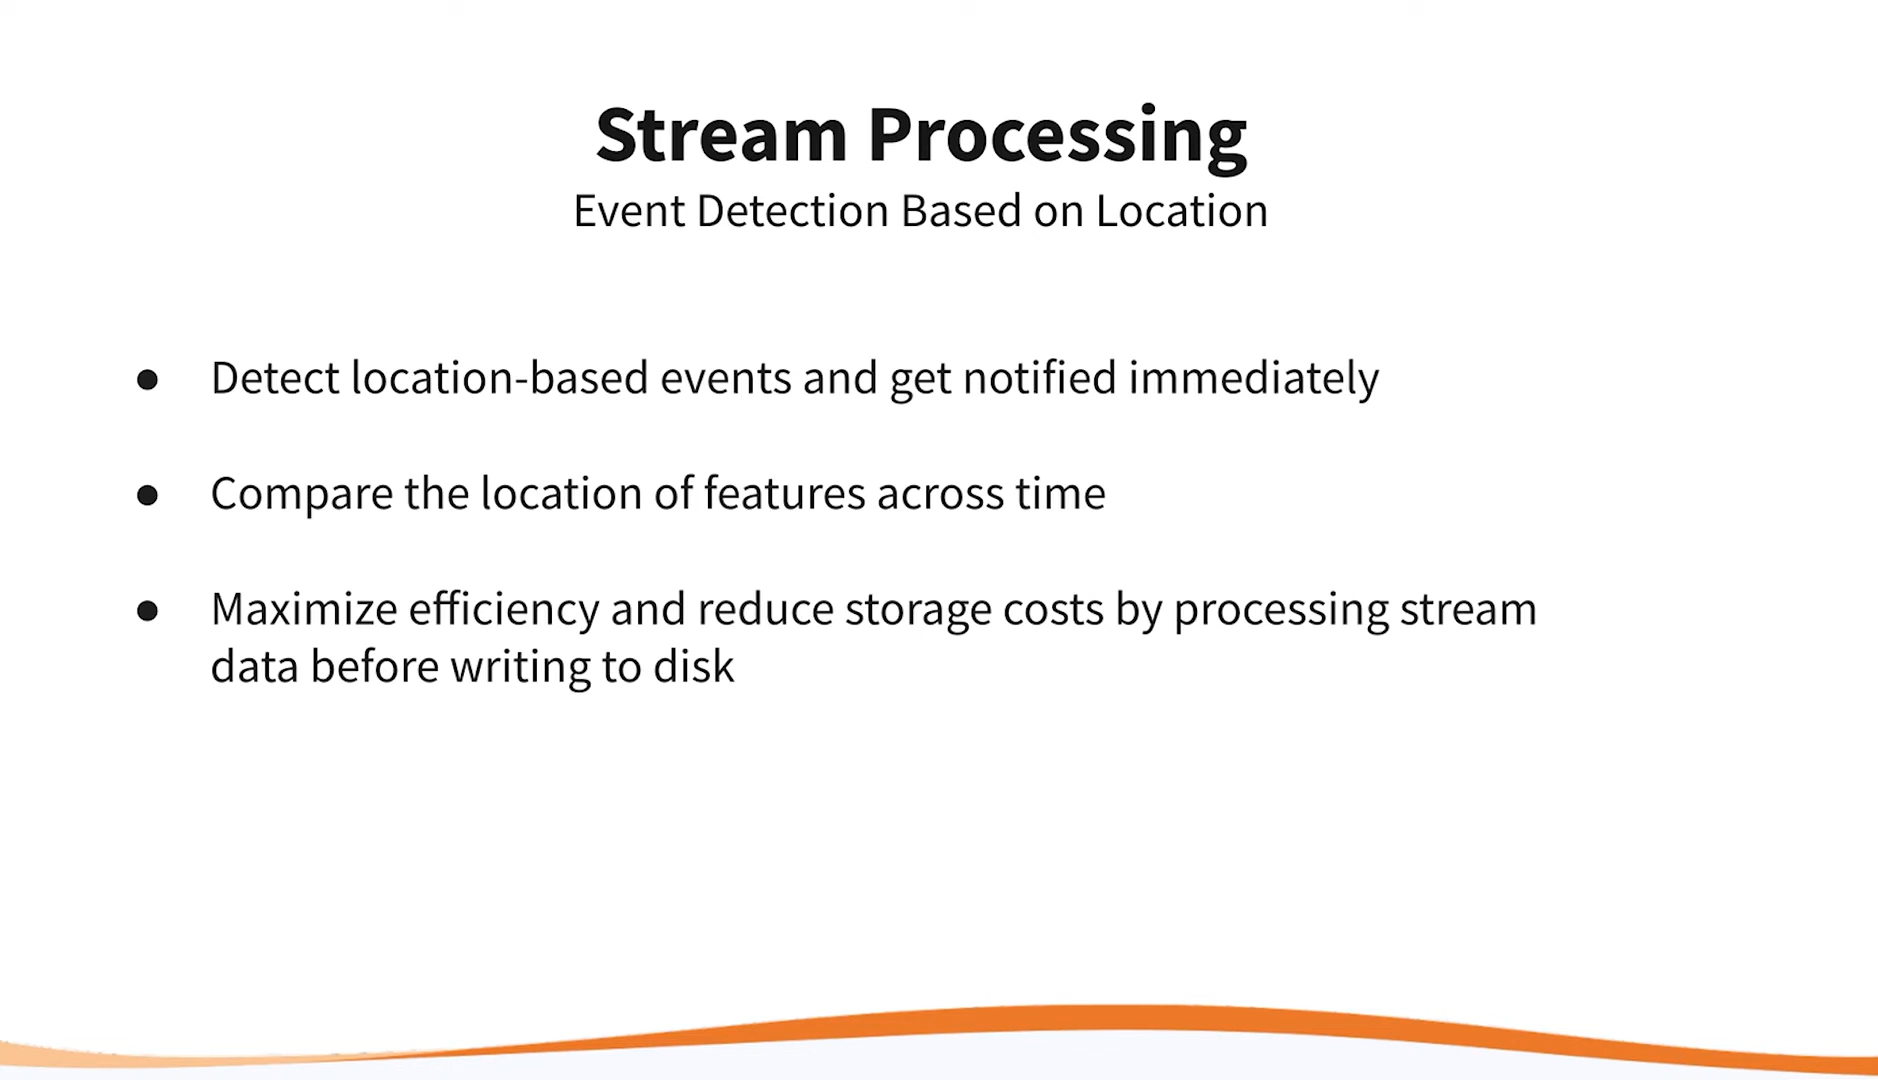 Stream Processing
Event Detection Based on Location
● Detect location-based events and get notified immediately
● Compare the location of features across time
● Maximize efficiency and reduce storage costs by processing stream
data before writing to disk